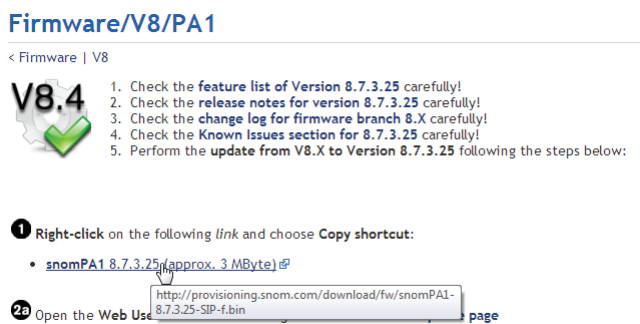 Firmware/V8/PA1
< Firmware | V8
V8.4
1. Check the feature list of Version 8.7.3.25 carefully!
2. Check the release notes for version 8.7.3.25 carefully!
3. Check the change log for firmware branch 8.X carefully!
4. Check the Known Issues section for 8.7.3.25 carefully!
5. Perform the update from V8.X to Version 8.7.3.25 following the steps below:
1 Right-click on the following link and choose Copy shortcut:
• snomPA1 8.7.3.25 (approx. 3 MByte)
http://provisioning.snom.com/download/fw/snomPA1-
8.7.3.25-SIP-f.bin
2a Open the Web Use page